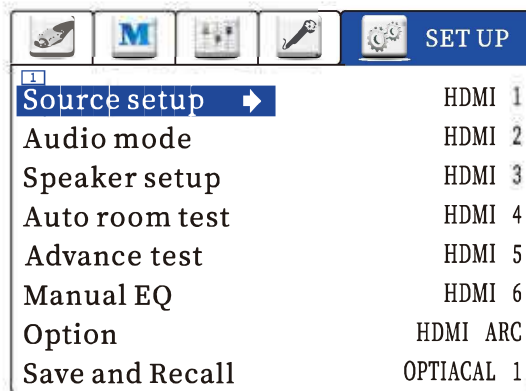 M
SET UP
1
Source setup HDMI 1
Audio mode HDMI 2
Speaker setup HDMI 3
Auto room test HDMI 4
Advance test HDMI 5
Manual EQ HDMI 6
Option HDMI ARC
Save and Recall OPTIACAL 1